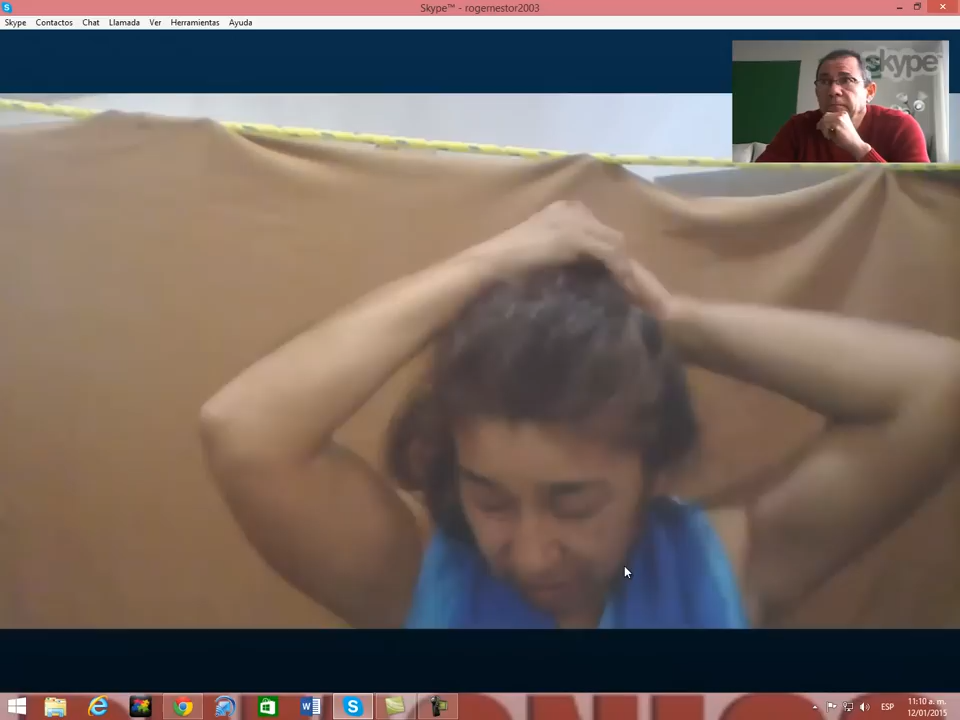 Skype™ - rogernestor2003
Skype Contactos Chat Llamada Ver Herramientas Ayuda
skype
ESP
11:10 a. m.
12/01/2015